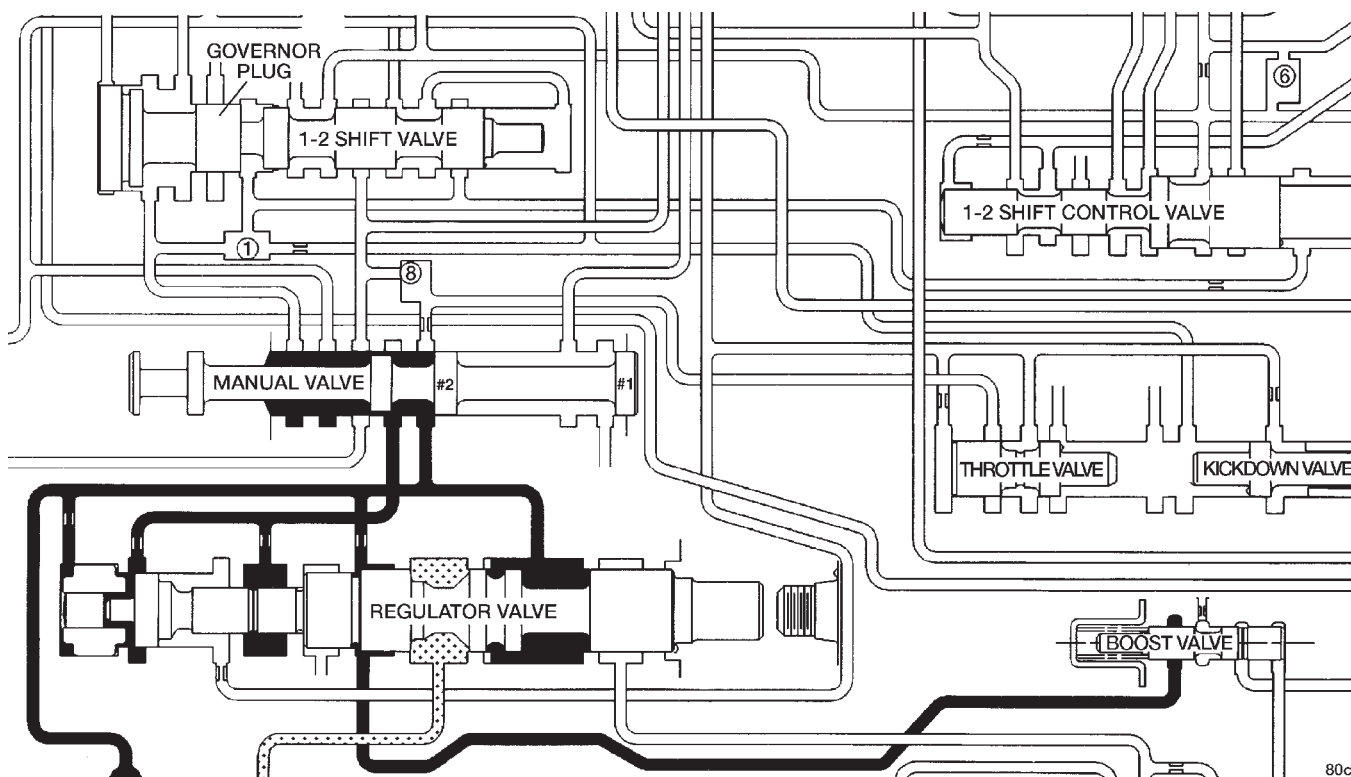 GOVERNOR
PLUG
1-2 SHIFT VALVE
6
1-2 SHIFT CONTROL VALVE
1
8
MANUAL VALVE
#2
#1
THROTTLE VALVE
KICKDOWN VALVE
REGULATOR VALVE
BOOST VALVE